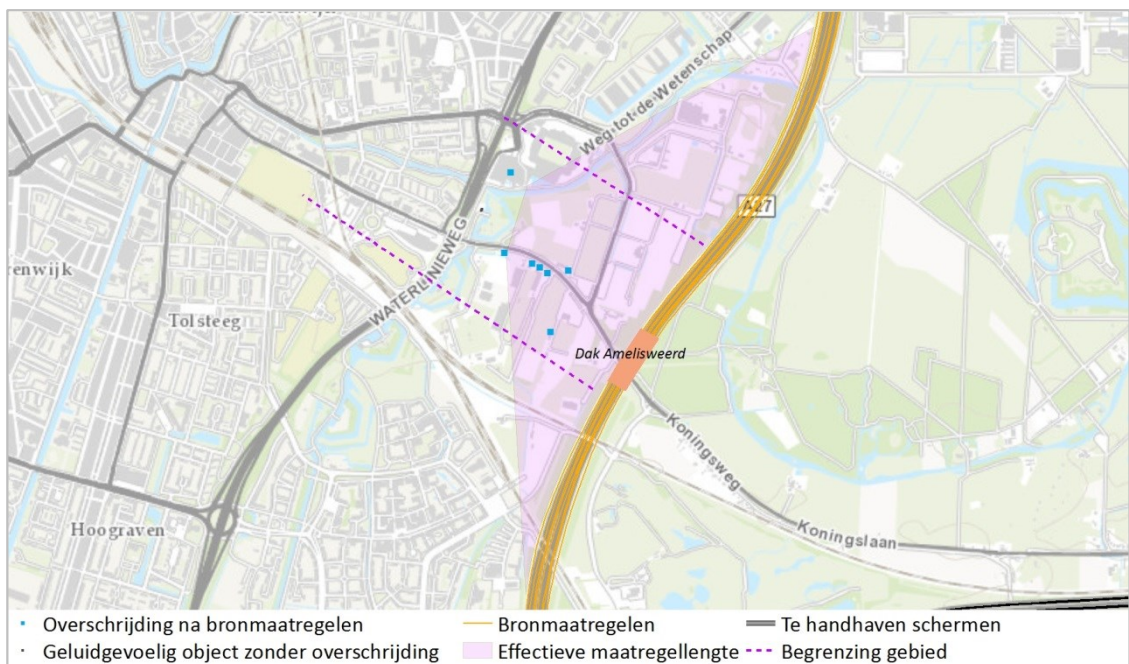 Weg tot de Wetenschap
A27
WATERLINIEWEG
renwijk
Tolsteeg
Dak Amelisweerd
Koningsweg
Hoograven
Koningslaan
Overschrijding na bronmaatregelen
Bronmaatregelen
Te handhaven schermen
Geluidgevoelig object zonder overschrijding
Effectieve maatregellengte
Begrenzing gebied